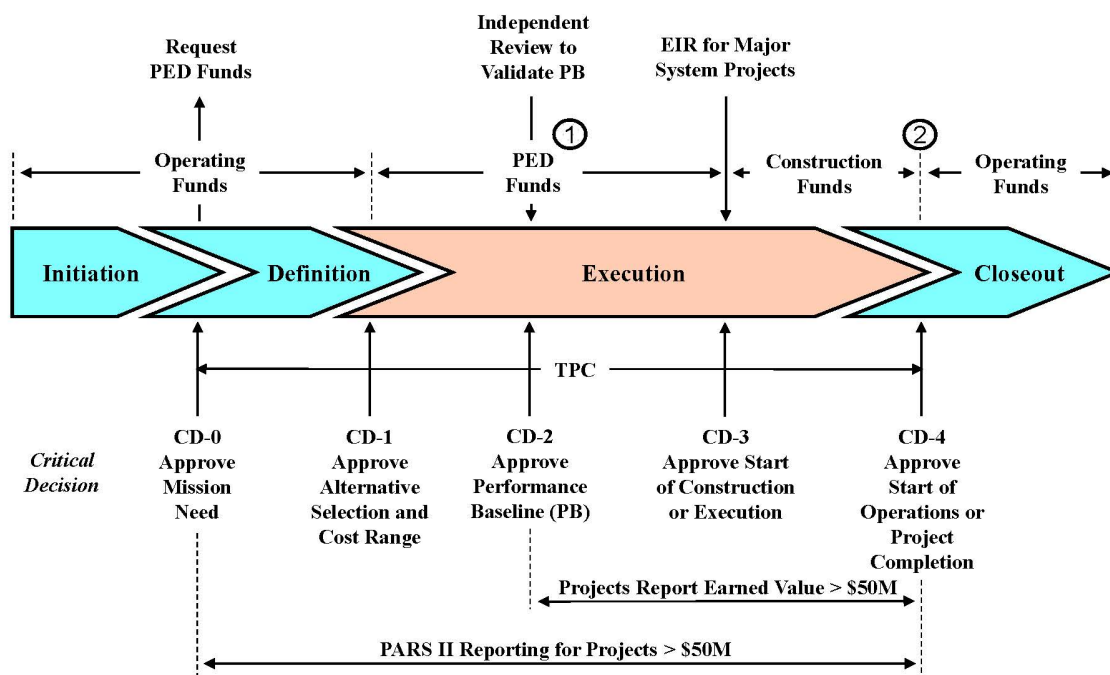 Request
PED Funds
Independent
Review to
Validate PB
EIR for Major
System Projects
1
2
Operating
Funds
PED
Funds
Construction
Funds
Operating
Funds
Initiation
Definition
Execution
Closeout
TPC
Critical
Decision
CD-0
Approve
Mission
Need
CD-1
Approve
Alternative
Selection and
Cost Range
CD-2
Approve
Performance
Baseline (PB)
CD-3
Approve Start
of Construction
or Execution
CD-4
Approve
Start of
Operations or
Project
Completion
Projects Report Earned Value > $50M
PARS II Reporting for Projects > $50M